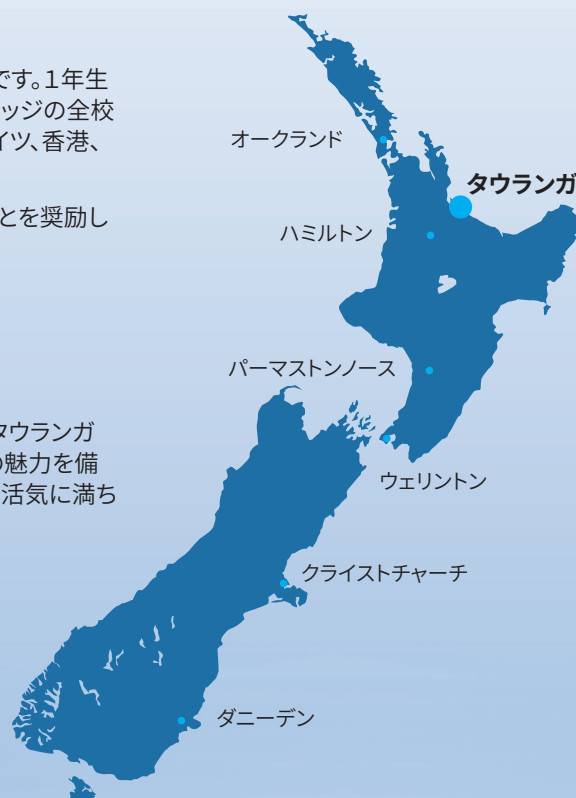 です。1年生
ッジの全校
イツ、香港、
とを奨励し
タウランガ
の魅力を備
活気に満ち
オークランド
タウランガ
ハミルトン
パーマストンノース
ウェリントン
クライストチャーチ
ダニーデン